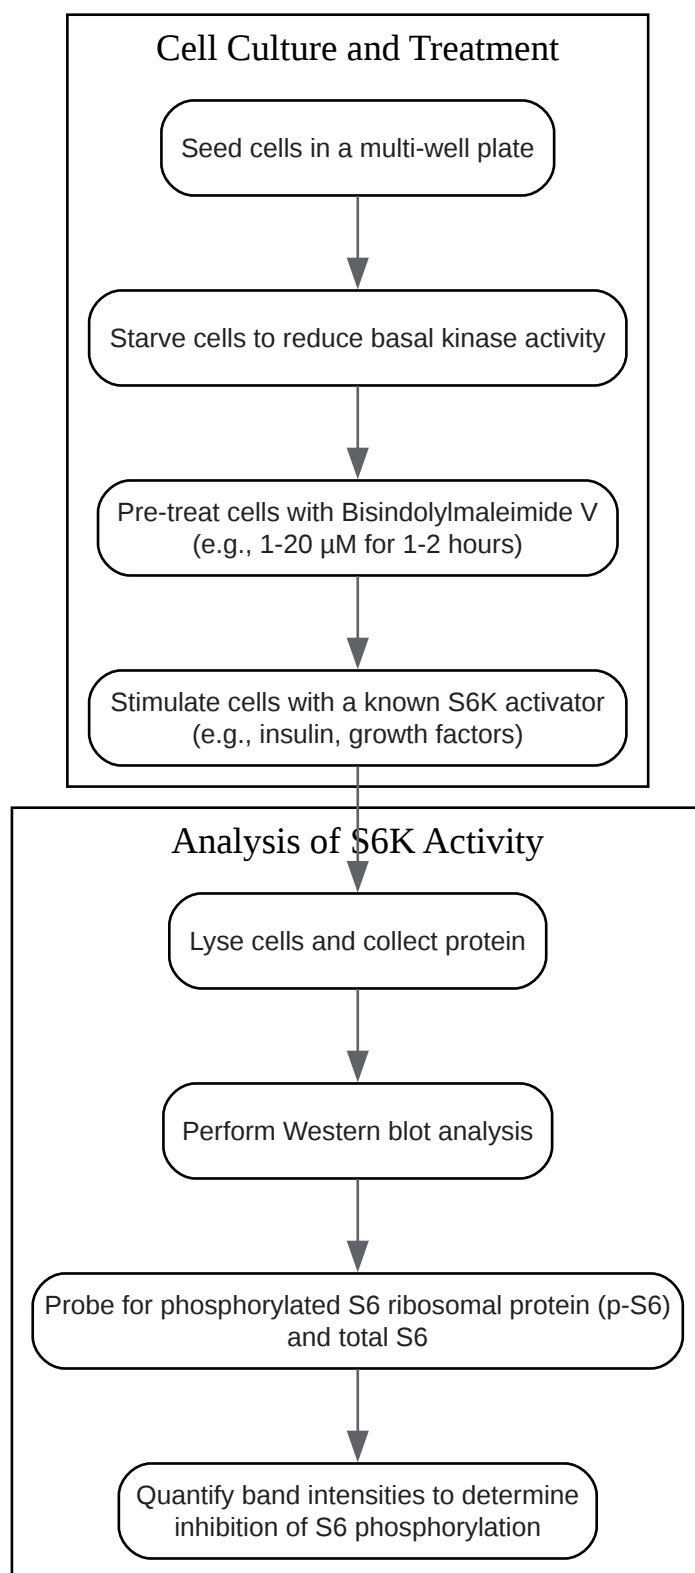 Cell Culture and Treatment
Seed cells in a multi-well plate
Starve cells to reduce basal kinase activity
Pre-treat cells with Bisindolylmaleimide V
(e.g., 1-20 µM for 1-2 hours)
Stimulate cells with a known S6K activator
(e.g., insulin, growth factors)
Analysis of S6K Activity
Lyse cells and collect protein
Perform Western blot analysis
Probe for phosphorylated S6 ribosomal protein (p-S6)
and total S6
Quantify band intensities to determine
inhibition of S6 phosphorylation